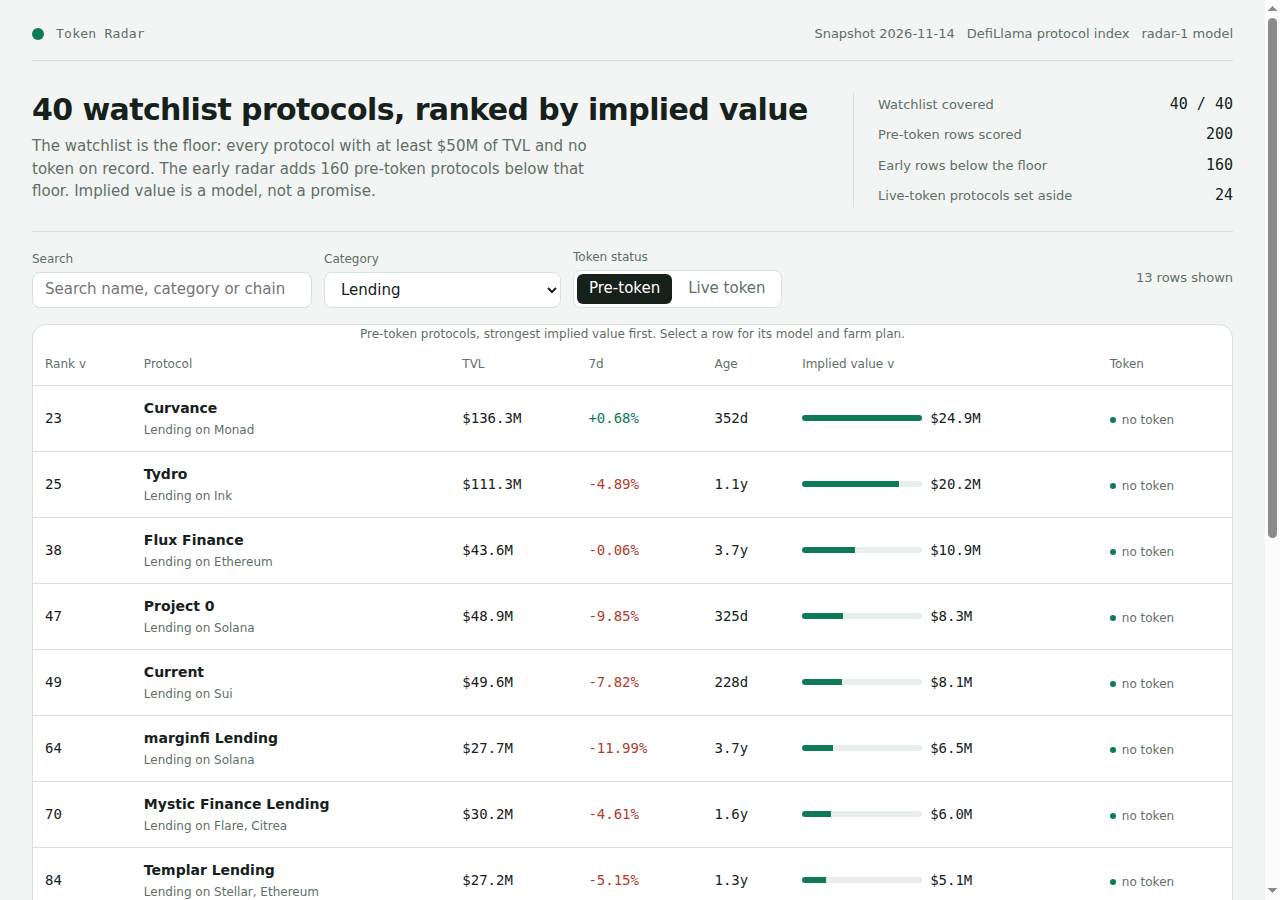 Token Radar
Snapshot 2026-11-14 DefiLlama protocol index radar-1 model
40 watchlist protocols, ranked by implied value
The watchlist is the floor: every protocol with at least $50M of TVL and no
token on record. The early radar adds 160 pre-token protocols below that
floor. Implied value is a model, not a promise.
Watchlist covered 40 / 40
Pre-token rows scored 200
Early rows below the floor 160
Live-token protocols set aside 24
Search
Search name, category or chain
Category
Lending
Token status
Pre-token Live token
13 rows shown
Pre-token protocols, strongest implied value first. Select a row for its model and farm plan.
Rank v Protocol TVL 7d Age Implied value v Token
23 Curvance $136.3M +0.68% 352d $24.9M no token
Lending on Monad
25 Tydro $111.3M -4.89% 1.1y $20.2M no token
Lending on Ink
38 Flux Finance $43.6M -0.06% 3.7y $10.9M no token
Lending on Ethereum
47 Project 0 $48.9M -9.85% 325d $8.3M no token
Lending on Solana
49 Current $49.6M -7.82% 228d $8.1M no token
Lending on Sui
64 marginfi Lending $27.7M -11.99% 3.7y $6.5M no token
Lending on Solana
70 Mystic Finance Lending $30.2M -4.61% 1.6y $6.0M no token
Lending on Flare, Citrea
84 Templar Lending $27.2M -5.15% 1.3y $5.1M no token
Lending on Stellar, Ethereum